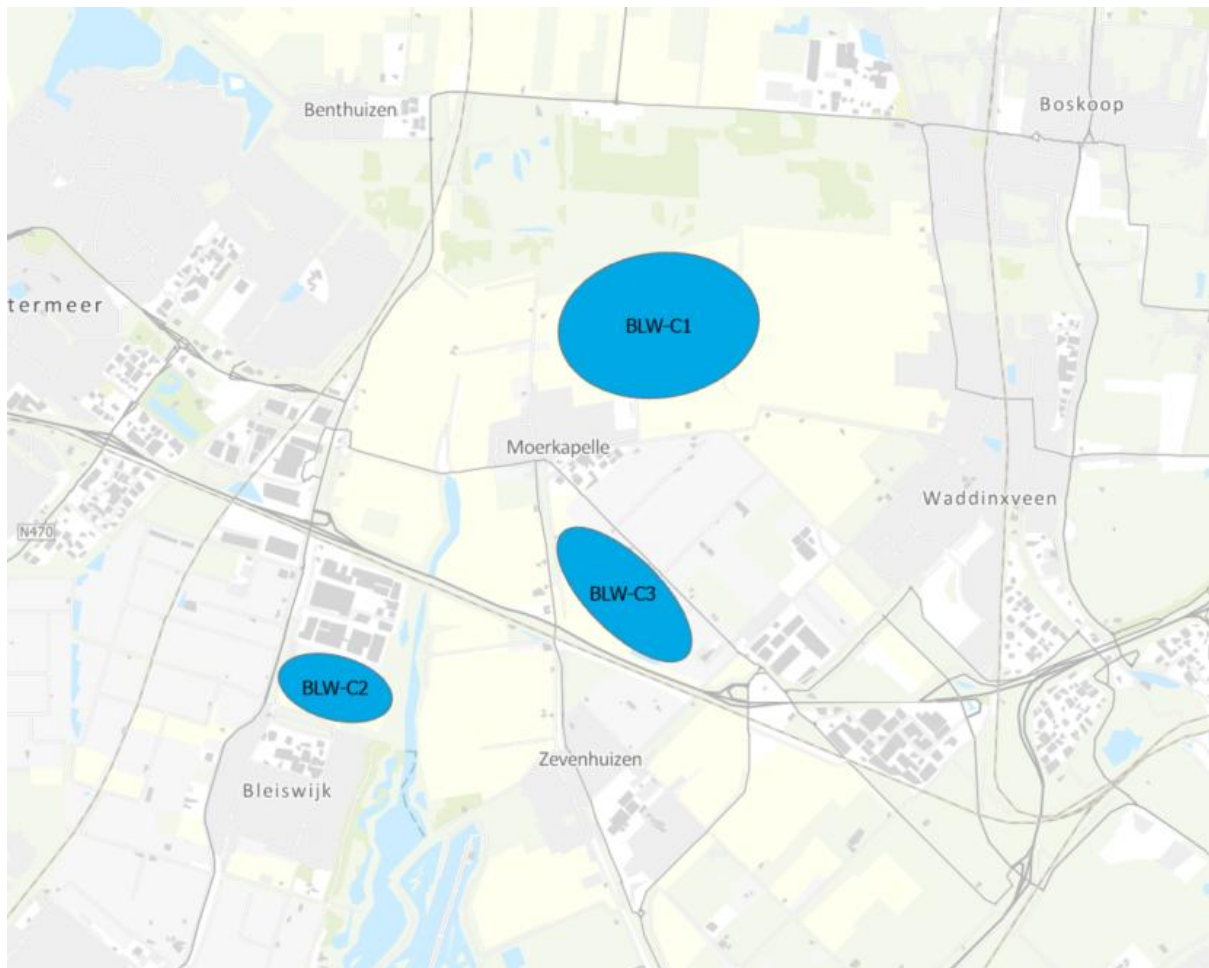 Benthuizen
Boskoop
termeer
BLW-C1
Moerkapelle
Waddinxveen
N470
BLW-C3
BLW-C2
Zevenhuizen
Bleiswijk